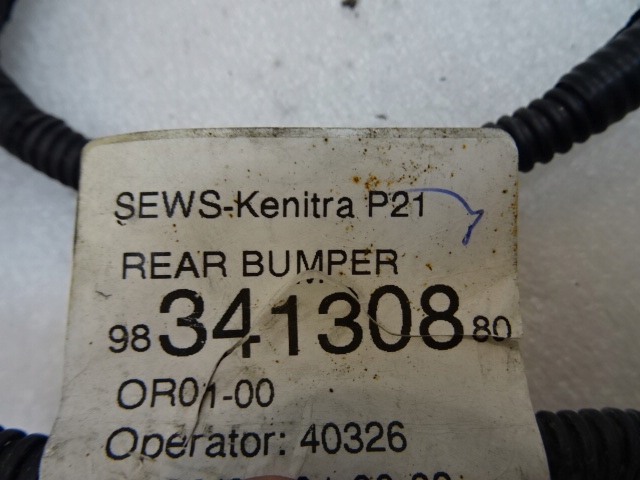 SEWS-Kenitra P21
REAR BUMPER
98 341308 80
OR01-00
Operator: 40326